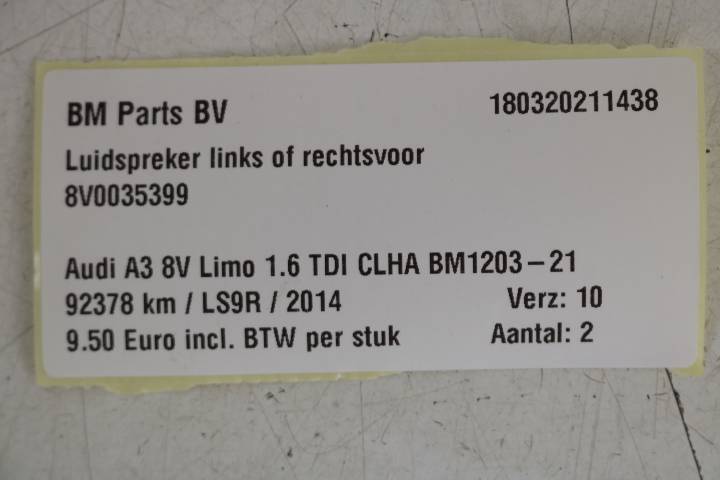 BM Parts BV 180320211438
Luidspreker links of rechtsvoor
8V0035399
Audi A3 8V Limo 1.6 TDI CLHA BM1203-21
92378 km / LS9R / 2014 Verz: 10
9.50 Euro incl. BTW per stuk Aantal: 2